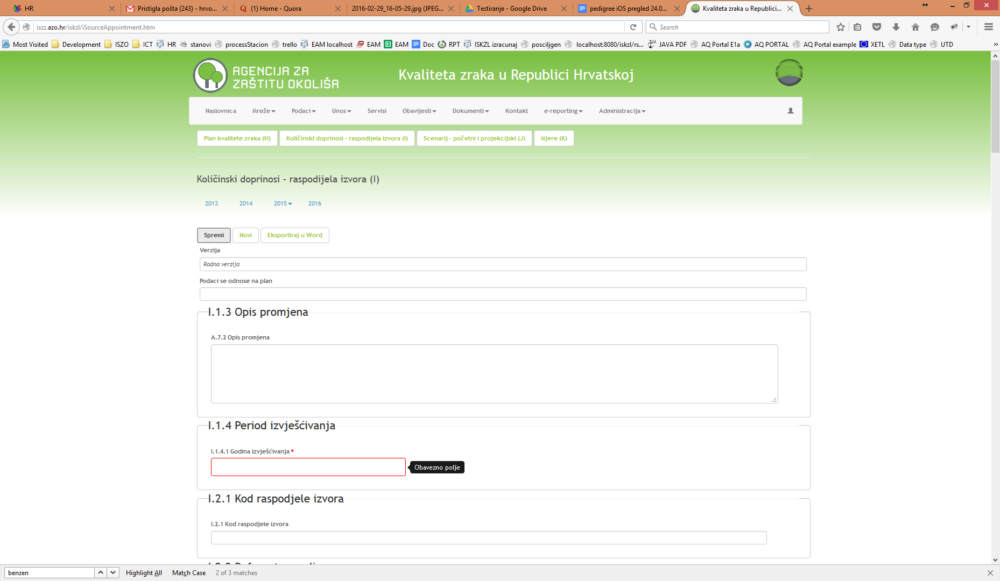 HR
Pristigla pošta (243) - hrvo...
(1) Home - Quora
2016-02-29_16-05-29.jpg (JPEG...
Testiranje - Google Drive
pedigree iOS pregled 24.0...
Kvaliteta zraka u Republici...
iszz.azo.hr/iskzl/iSourceAppointment.htm
Search
Most Visited Development ISZO ICT HR stanovi processStacion trello EAM localhost EAM EAM Doc RPT ISKZL izracunaj posciljgen localhost:8080/iskzl/rs... JAVA PDF AQ Portal E1a AQ PORTAL AQ Portal example XETL Data type UTD »
AGENCIJA ZA
ZAŠTITU OKOLIŠA
Kvaliteta zraka u Republici Hrvatskoj
Naslovnica Mreže Podaci Unos Servisi Obavijesti Dokumenti Kontakt e-reporting Administracija
Plan kvalitete zraka (H) Količinski doprinosi - raspodijela izvora (I) Scenarij - početni i projekcijski (J) Mjere (K)
Količinski doprinosi - raspodijela izvora (I)
2013 2014 2015 2016
Spremi Novi Eksportiraj u Word
Verzija
Radna verzija
Podaci se odnose na plan
I.1.3 Opis promjena
A.7.2 Opis promjena
I.1.4 Period izvješćivanja
I.1.4.1 Godina izvješćivanja *
Obavezno polje
I.2.1 Kod raspodjele izvora
I.2.1 Kod raspodjele izvora
benzen
Highlight All Match Case 2 of 3 matches